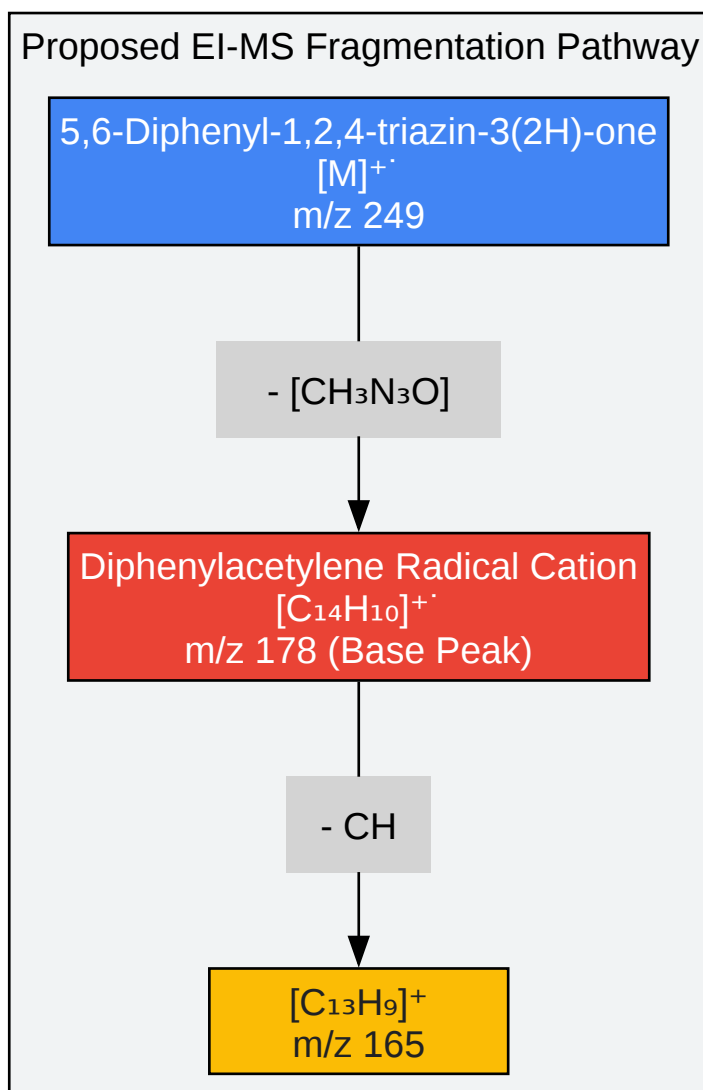 Proposed EI-MS Fragmentation Pathway
5,6-Diphenyl-1,2,4-triazin-3(2H)-one
[M]⁺˙
m/z 249
- [CH₃N₃O]
Diphenylacetylene Radical Cation
[C₁₄H₁₀]⁺˙
m/z 178 (Base Peak)
- CH
[C₁₃H₉]⁺
m/z 165